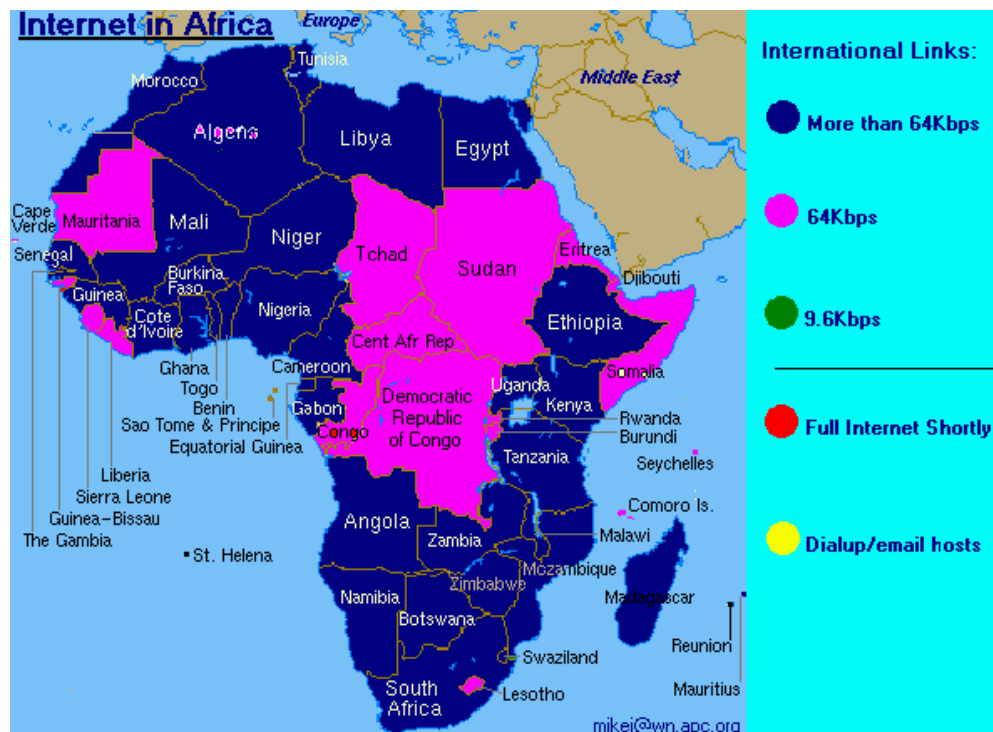 Internet in Africa
Europe
Middle East
Tunisia
Morocco
Algeria
Libya
Egypt
Cape
Verde
Mauritania
Mali
Niger
Tchad
Sudan
Eritrea
Djibouti
Senegal
Guinea
Burkina
Faso
Cote
d'Ivoire
Nigeria
Ethiopia
Cent Afr Rep
Somalia
Ghana
Togo
Benin
Sao Tome & Principe
Equatorial Guinea
Cameroon
Gabon
Congo
Democratic
Republic
of Congo
Uganda
Kenya
Rwanda
Burundi
Tanzania
Seychelles
Liberia
Sierra Leone
Guinea-Bissau
The Gambia
Comoro Is.
Angola
Zambia
Malawi
St. Helena
Mozambique
Zimbabwe
Namibia
Botswana
Madagascar
Reunion
Mauritius
Swaziland
Lesotho
South
Africa
mikej@wn.apc.org
International Links:
More than 64Kbps
64Kbps
9.6Kbps
Full Internet Shortly
Dialup/email hosts